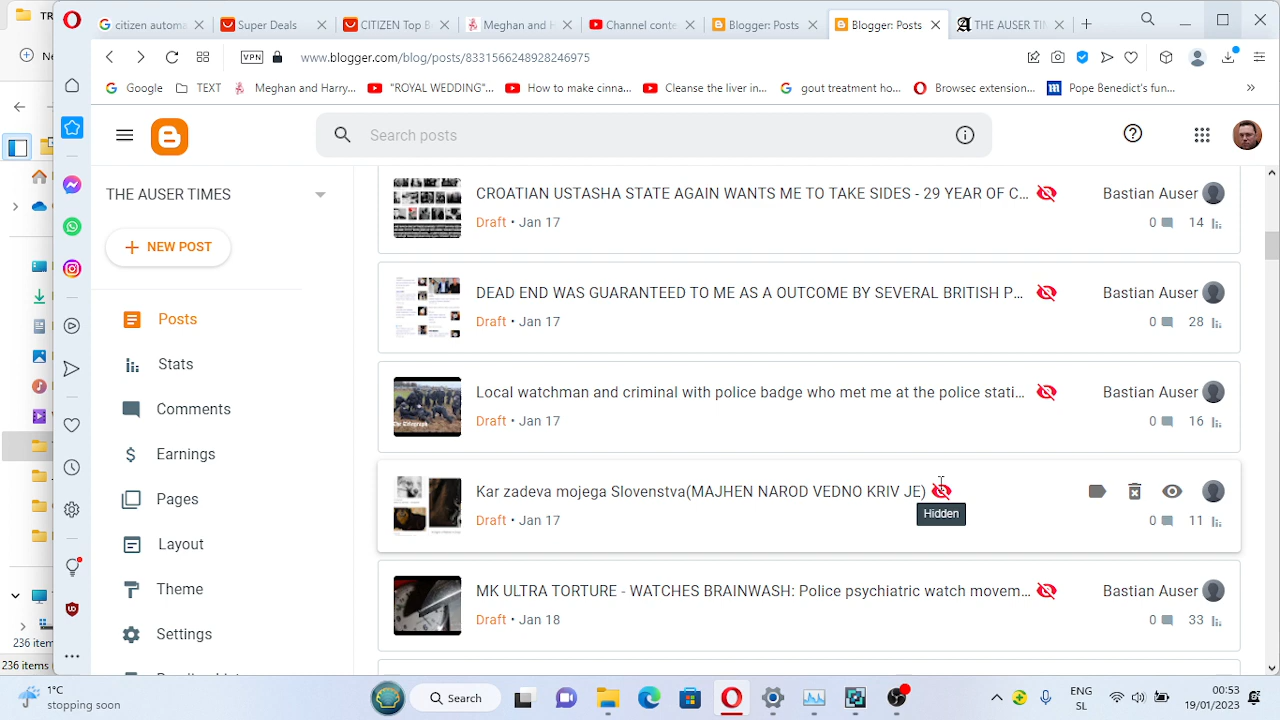 citizen automa
Super Deals
CITIZEN Top B
Meghan and H
Channel conte
Blogger: Posts
Blogger: Posts
THE AUSER TI
VPN
www.blogger.com/blog/posts/8331566248928246975
Google
TEXT
Meghan and Harry...
"ROYAL WEDDING"...
How to make cinna...
Cleanse the liver in...
gout treatment ho...
Browsec extension...
Pope Benedict's fun...
Search posts
THE AUSER TIMES
NEW POST
Posts
Stats
Comments
Earnings
Pages
Layout
Theme
Settings
CROATIAN USTASHA STATE AGAIN WANTS ME TO TAKE SIDES - 29 YEAR OF C...
Bastian Auser
Draft • Jan 17
0
14
DEAD END WAS GUARANTEED TO ME AS A OUTCOME BY SEVERAL BRITISH P...
Bastian Auser
Draft • Jan 17
0
28
Local watchman and criminal with police badge who met me at the police stati...
Bastian Auser
Draft • Jan 17
0
16
Kar zadeva mojega Slovenstva(MAJHEN NAROD VEDNO KRIV JE)
Hidden
Draft • Jan 17
0
11
MK ULTRA TORTURE - WATCHES BRAINWASH: Police psychiatric watch movem...
Bastian Auser
Draft • Jan 18
0
33
236 item
236 items
1°C
stopping soon
Search
ENG
SL
00:53
19/01/2023